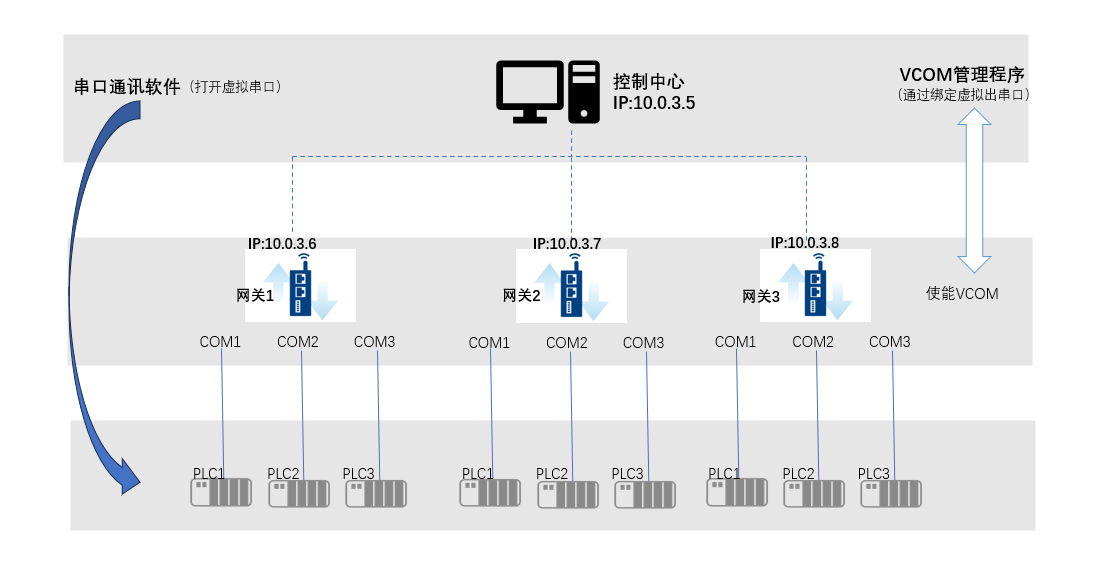 串口通讯软件（打开虚拟串口）
控制中心
IP:10.0.3.5
VCOM管理程序
（通过绑定虚拟出串口）
IP:10.0.3.6
IP:10.0.3.7
IP:10.0.3.8
网关1
网关2
网关3
使能VCOM
COM1
COM2
COM3
COM1
COM2
COM3
COM1
COM2
COM3
PLC1
PLC2
PLC3
PLC1
PLC2
PLC3
PLC1
PLC2
PLC3